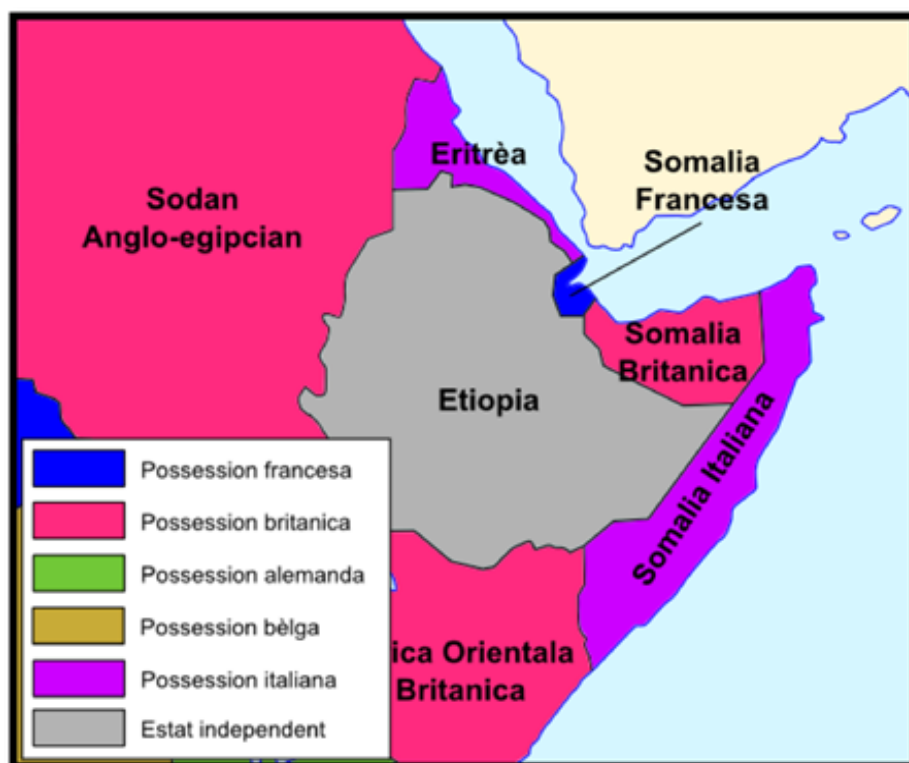 Eritrèa
Somalia
Francesa
Sodan
Anglo-egipcian
Somalia
Britanica
Etiopia
Somalia Italiana
Possession francesa
Possession britanica
Possession alemanda
Possession bèlga
Possession italiana
Estat independent
Orientala
Britanica